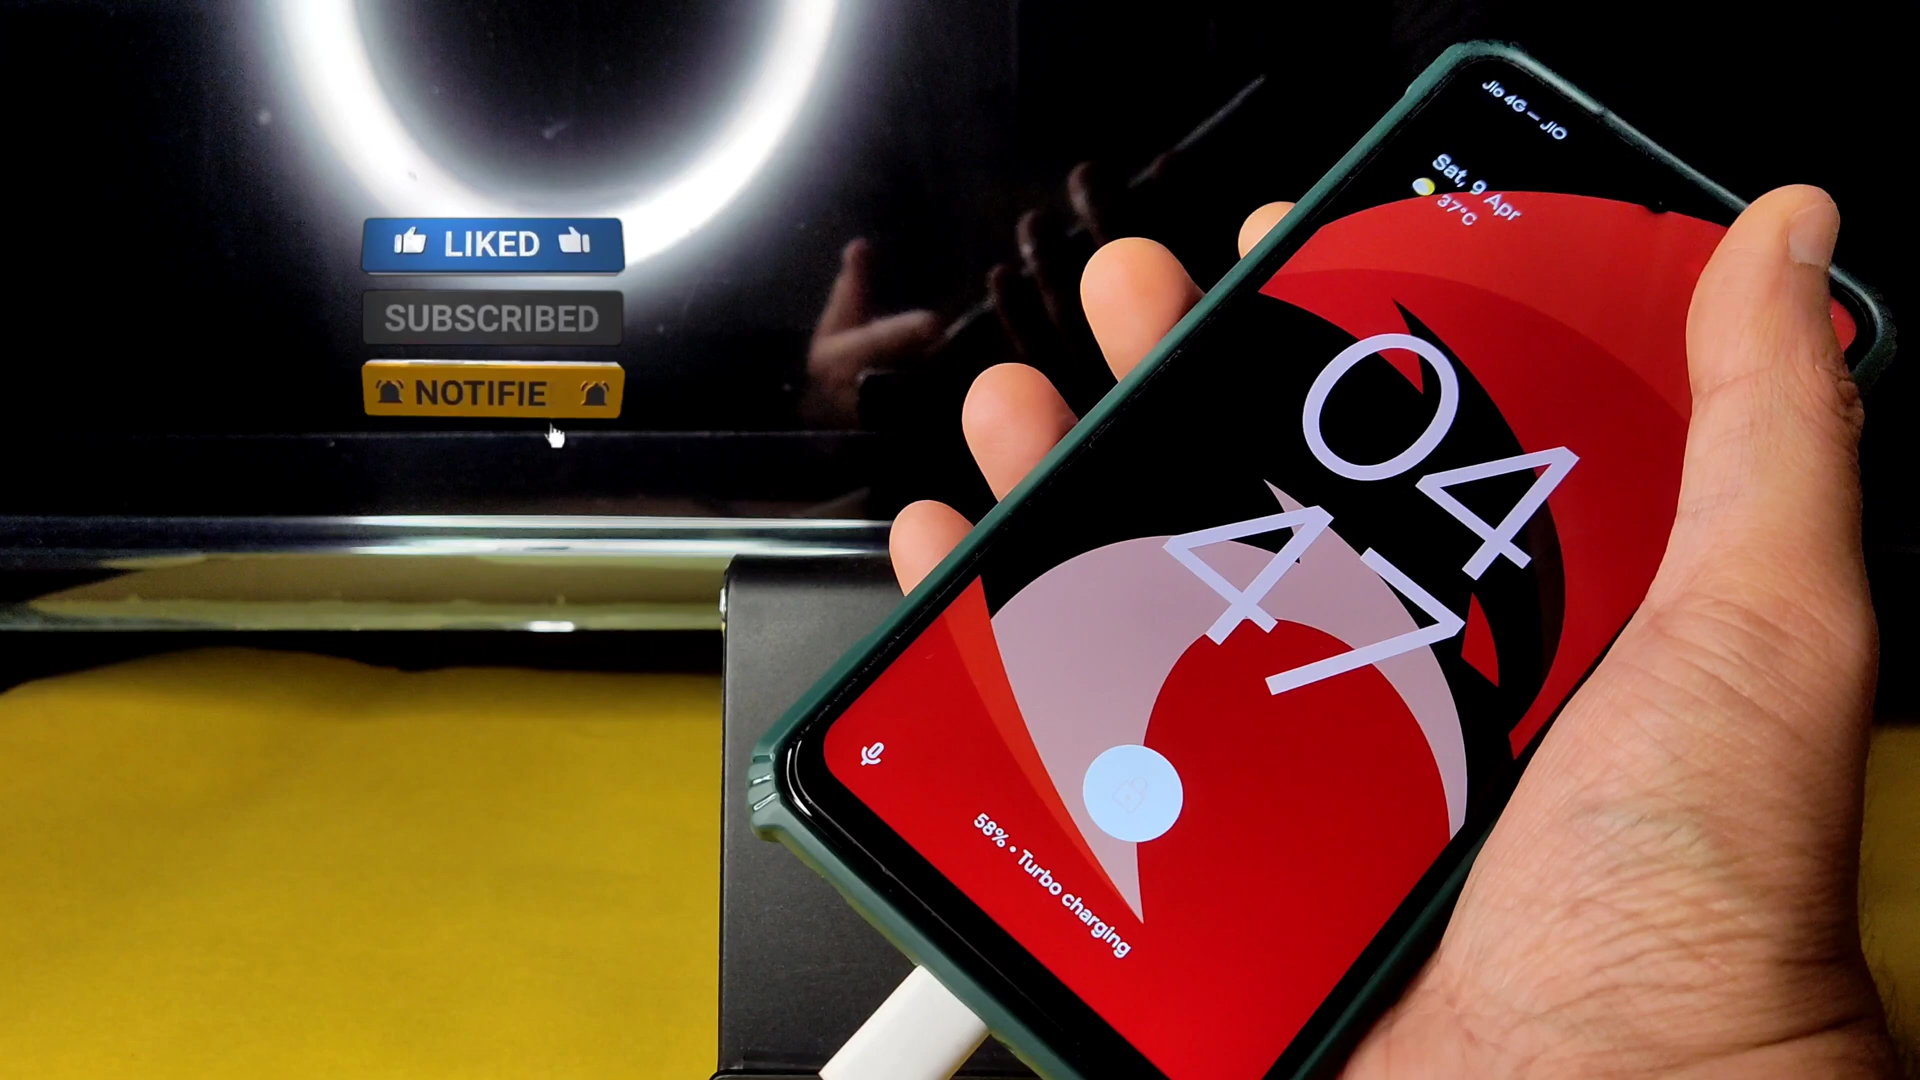 LIKED
SUBSCRIBED
NOTIFIE
Jio 4G — JIO
Sat, 9 Apr
37°C
04
47
58% • Turbo charging